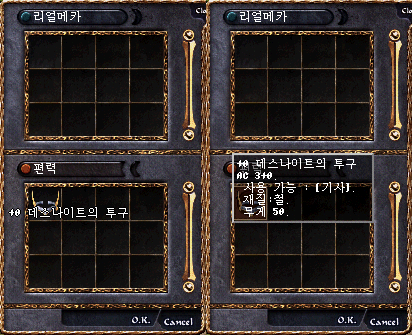 리얼메카
Clo
편력
+0 데스나이트의 투구
O.K.
Cancel
리얼메카
Clo
+0 데스나이트의 투구
AC 3+0.
사용 가능 : [기사].
재질:철.
무게 50.
O.K.
Cancel